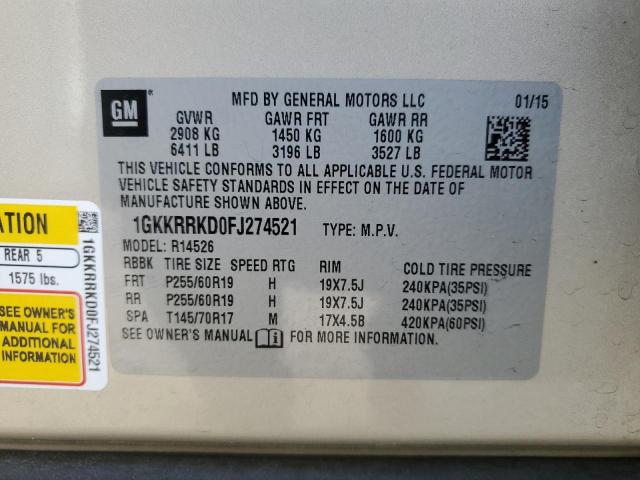 GM
MFD BY GENERAL MOTORS LLC 01/15
GVWR GAWR FRT GAWR RR
2908 KG 1450 KG 1600 KG
6411 LB 3196 LB 3527 LB
THIS VEHICLE CONFORMS TO ALL APPLICABLE U.S. FEDERAL MOTOR
VEHICLE SAFETY STANDARDS IN EFFECT ON THE DATE OF
MANUFACTURE SHOWN ABOVE.
1GKKRRKD0FJ274521 TYPE: M.P.V.
MODEL: R14526
RBBK TIRE SIZE SPEED RTG RIM COLD TIRE PRESSURE
FRT P255/60R19 H 19X7.5J 240KPA(35PSI)
RR P255/60R19 H 19X7.5J 240KPA(35PSI)
SPA T145/70R17 M 17X4.5B 420KPA(60PSI)
SEE OWNER'S MANUAL i FOR MORE INFORMATION.
ATION
REAR 5
1575 lbs.
SEE OWNER'S
MANUAL FOR
ADDITIONAL
INFORMATION
1GKKRRKD0FJ274521